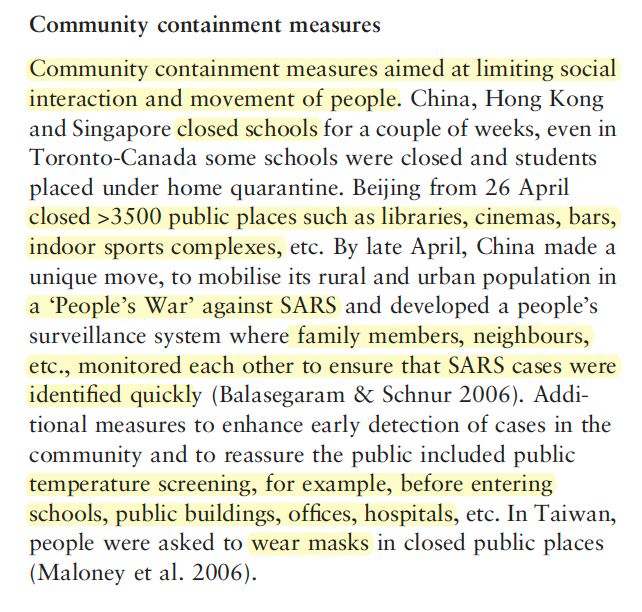 Community containment measures
Community containment measures aimed at limiting social
interaction and movement of people. China, Hong Kong
and Singapore closed schools for a couple of weeks, even in
Toronto-Canada some schools were closed and students
placed under home quarantine. Beijing from 26 April
closed >3500 public places such as libraries, cinemas, bars,
indoor sports complexes, etc. By late April, China made a
unique move, to mobilise its rural and urban population in
a ‘People’s War’ against SARS and developed a people’s
surveillance system where family members, neighbours,
etc., monitored each other to ensure that SARS cases were
identified quickly (Balasegaram & Schnur 2006). Addi-
tional measures to enhance early detection of cases in the
community and to reassure the public included public
temperature screening, for example, before entering
schools, public buildings, offices, hospitals, etc. In Taiwan,
people were asked to wear masks in closed public places
(Maloney et al. 2006).